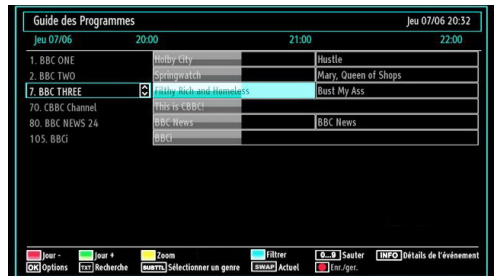 Guide des Programmes Jeu 07/06 20:32
Jeu 07/06 20:00 21:00 22:00
1. BBC ONE Holby City Hustle
2. BBC TWO Springwatch Mary, Queen of Shops
7. BBC THREE Filthy Rich and Homeless Bust My Ass
70. CBBC Channel This is CBBC!
80. BBC NEWS 24 BBC News BBC News
105. BBCi BBCi
Jour - Jour + Zoom Filtrer 0...9 Sauter INFO Détails de l'événement
OK Options TXT Recherche SUBTTL Sélectionner un genre SWAP Actuel Enr./ger.